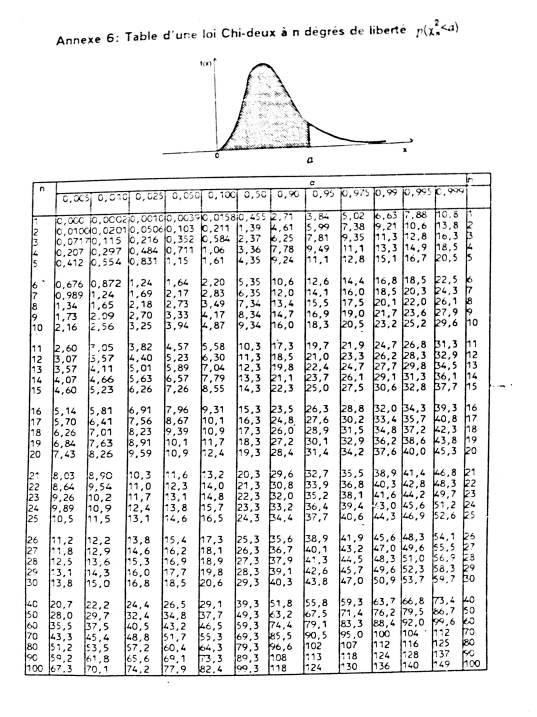 Annexe 6: Table d'une loi Chi-deux à n degrés de liberté p(χ²ₙ<a)
f(x)
0 a x
n α n
0,005 0,010 0,025 0,050 0,100 0,50 0,90 0,95 0,975 0,99 0,995 0,999
1 0,000 0,0002 0,0010 0,0039 0,0158 0,455 2,71 3,84 5,02 6,63 7,88 10,8 1
2 0,0100 0,0201 0,0506 0,103 0,211 1,39 4,61 5,99 7,38 9,21 10,6 13,8 2
3 0,0717 0,115 0,216 0,352 0,584 2,37 6,25 7,81 9,35 11,3 12,8 16,3 3
4 0,207 0,297 0,484 0,711 1,06 3,36 7,78 9,49 11,1 13,3 14,9 18,5 4
5 0,412 0,554 0,831 1,15 1,61 4,35 9,24 11,1 12,8 15,1 16,7 20,5 5
6 0,676 0,872 1,24 1,64 2,20 5,35 10,6 12,6 14,4 16,8 18,5 22,5 6
7 0,989 1,24 1,69 2,17 2,83 6,35 12,0 14,1 16,0 18,5 20,3 24,3 7
8 1,34 1,65 2,18 2,73 3,49 7,34 13,4 15,5 17,5 20,1 22,0 26,1 8
9 1,73 2,09 2,70 3,33 4,17 8,34 14,7 16,9 19,0 21,7 23,6 27,9 9
10 2,16 2,56 3,25 3,94 4,87 9,34 16,0 18,3 20,5 23,2 25,2 29,6 10
11 2,60 3,82 4,57 5,58 10,3 17,3 19,7 21,9 24,7 26,8 31,3 11
12 3,07 3,57 4,40 5,23 6,30 11,3 18,5 21,0 23,3 26,2 28,3 32,9 12
13 3,57 4,11 5,01 5,89 7,04 12,3 19,8 22,4 24,7 27,7 29,8 34,5 13
14 4,07 4,66 5,63 6,57 7,79 13,3 21,1 23,7 26,1 29,1 31,3 36,1 14
15 4,60 5,23 6,26 7,26 8,55 14,3 22,3 25,0 27,5 30,6 32,8 37,7 15
16 5,14 5,81 6,91 7,96 9,31 15,3 23,5 26,3 28,8 32,0 34,3 39,3 16
17 5,70 6,41 7,56 8,67 10,1 16,3 24,8 27,6 30,2 33,4 35,7 40,8 17
18 6,26 7,01 8,23 9,39 10,9 17,3 26,0 28,9 31,5 34,8 37,2 42,3 18
19 6,84 7,63 8,91 10,1 11,7 18,3 27,2 30,1 32,9 36,2 38,6 43,8 19
20 7,43 8,26 9,59 10,9 12,4 19,3 28,4 31,4 34,2 37,6 40,0 45,3 20
21 8,03 8,90 10,3 11,6 13,2 20,3 29,6 32,7 35,5 38,9 41,4 46,8 21
22 8,64 9,54 11,0 12,3 14,0 21,3 30,8 33,9 36,8 40,3 42,8 48,3 22
23 9,26 10,2 11,7 13,1 14,8 22,3 32,0 35,2 38,1 41,6 44,2 49,7 23
24 9,89 10,9 12,4 13,8 15,7 23,3 33,2 36,4 39,4 43,0 45,6 51,2 24
25 10,5 11,5 13,1 14,6 16,5 24,3 34,4 37,7 40,6 44,3 46,9 52,6 25
26 11,2 12,2 13,8 15,4 17,3 25,3 35,6 38,9 41,9 45,6 48,3 54,1 26
27 11,8 12,9 14,6 16,2 18,1 26,3 36,7 40,1 43,2 47,0 49,6 55,5 27
28 12,5 13,6 15,3 16,9 18,9 27,3 37,9 41,3 44,5 48,3 51,0 56,9 28
29 13,1 14,3 16,0 17,7 19,8 28,3 39,1 42,6 45,7 49,6 52,3 58,3 29
30 13,8 15,0 16,8 18,5 20,6 29,3 40,3 43,8 47,0 50,9 53,7 59,7 30
40 20,7 22,2 24,4 26,5 29,1 39,3 51,8 55,8 59,3 63,7 66,8 73,4 40
50 28,0 29,7 32,4 34,8 37,7 49,3 63,2 67,5 71,4 76,2 79,5 86,7 50
60 35,5 37,5 40,5 43,2 46,5 59,3 74,4 79,1 83,3 88,4 92,0 99,6 60
70 43,3 45,4 48,8 51,7 55,3 69,3 85,5 90,5 95,0 100 104 112 70
80 51,2 53,5 57,2 60,4 64,3 79,3 96,6 102 107 112 116 125 80
90 59,2 61,8 65,6 69,1 73,3 89,3 108 113 118 124 128 137 90
100 67,3 70,1 74,2 77,9 82,4 99,3 118 124 130 136 140 149 100